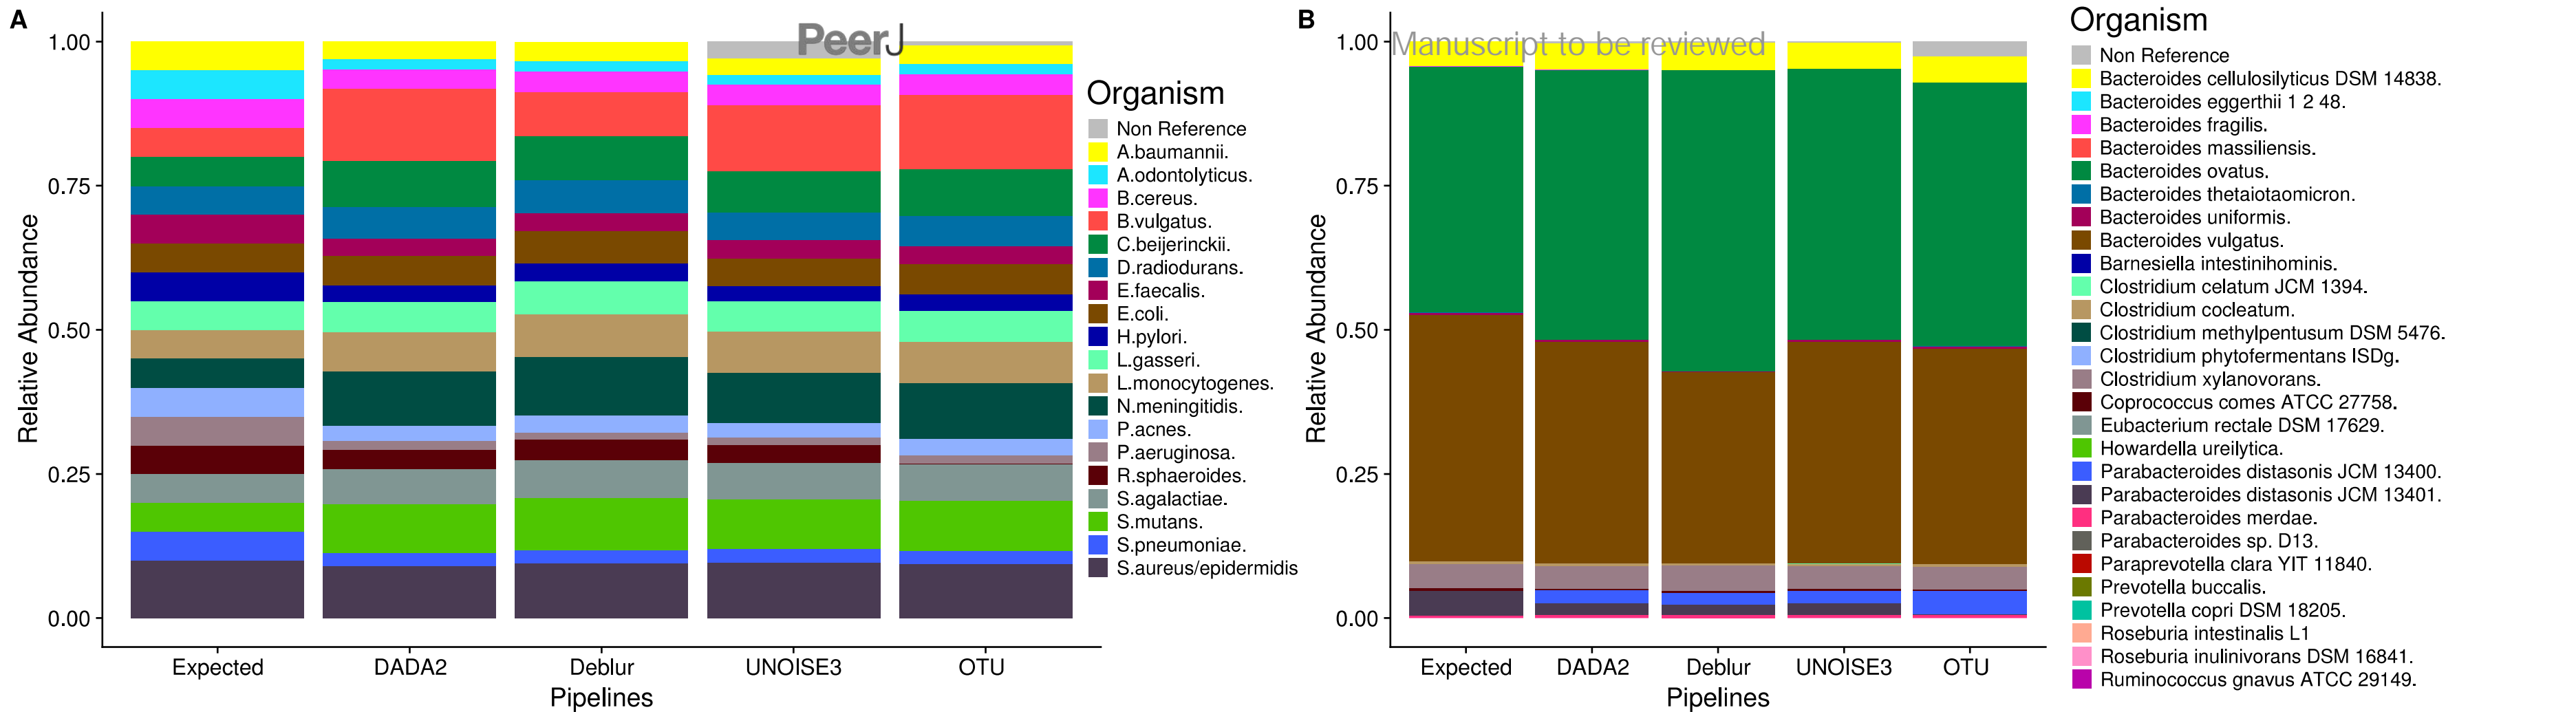 A
PeerJ
1.00
0.75
0.50
0.25
0.00
Relative Abundance
Expected
DADA2
Deblur
UNOISE3
OTU
Pipelines
Organism
Non Reference
A.baumannii.
A.odontolyticus.
B.cereus.
B.vulgatus.
C.beijerinckii.
D.radiodurans.
E.faecalis.
E.coli.
H.pylori.
L.gasseri.
L.monocytogenes.
N.meningitidis.
P.acnes.
P.aeruginosa.
R.sphaeroides.
S.agalactiae.
S.mutans.
S.pneumoniae.
S.aureus/epidermidis
B
Manuscript to be reviewed
1.00
0.75
0.50
0.25
0.00
Relative Abundance
Expected
DADA2
Deblur
UNOISE3
OTU
Pipelines
Organism
Non Reference
Bacteroides cellulosilyticus DSM 14838.
Bacteroides eggerthii 1 2 48.
Bacteroides fragilis.
Bacteroides massiliensis.
Bacteroides ovatus.
Bacteroides thetaiotaomicron.
Bacteroides uniformis.
Bacteroides vulgatus.
Barnesiella intestinihominis.
Clostridium celatum JCM 1394.
Clostridium cocleatum.
Clostridium methylpentusum DSM 5476.
Clostridium phytofermentans ISDg.
Clostridium xylanovorans.
Coprococcus comes ATCC 27758.
Eubacterium rectale DSM 17629.
Howardella ureilytica.
Parabacteroides distasonis JCM 13400.
Parabacteroides distasonis JCM 13401.
Parabacteroides merdae.
Parabacteroides sp. D13.
Paraprevotella clara YIT 11840.
Prevotella buccalis.
Prevotella copri DSM 18205.
Roseburia intestinalis L1
Roseburia inulinivorans DSM 16841.
Ruminococcus gnavus ATCC 29149.